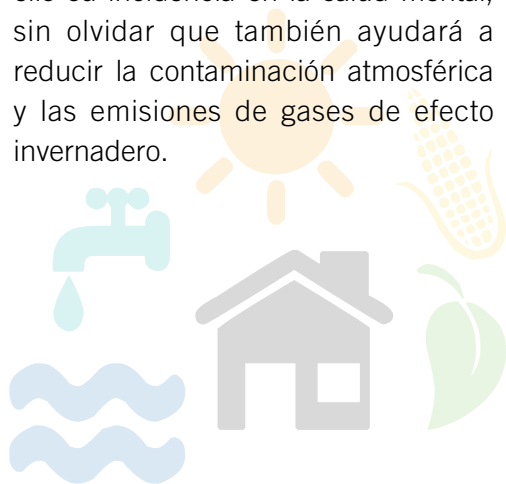 sin olvidar que también ayudará a
reducir la contaminación atmosférica
y las emisiones de gases de efecto
invernadero.